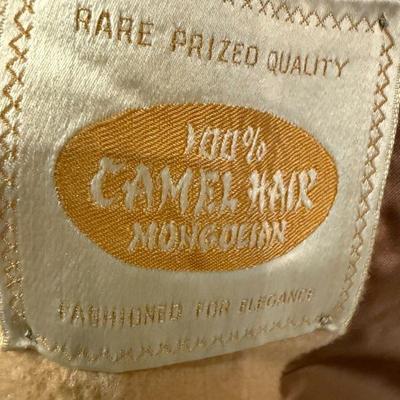 RARE PRIZED QUALITY
100%
CAMEL HAIR
MONGOLIAN
FASHIONED FOR ELEGANCE